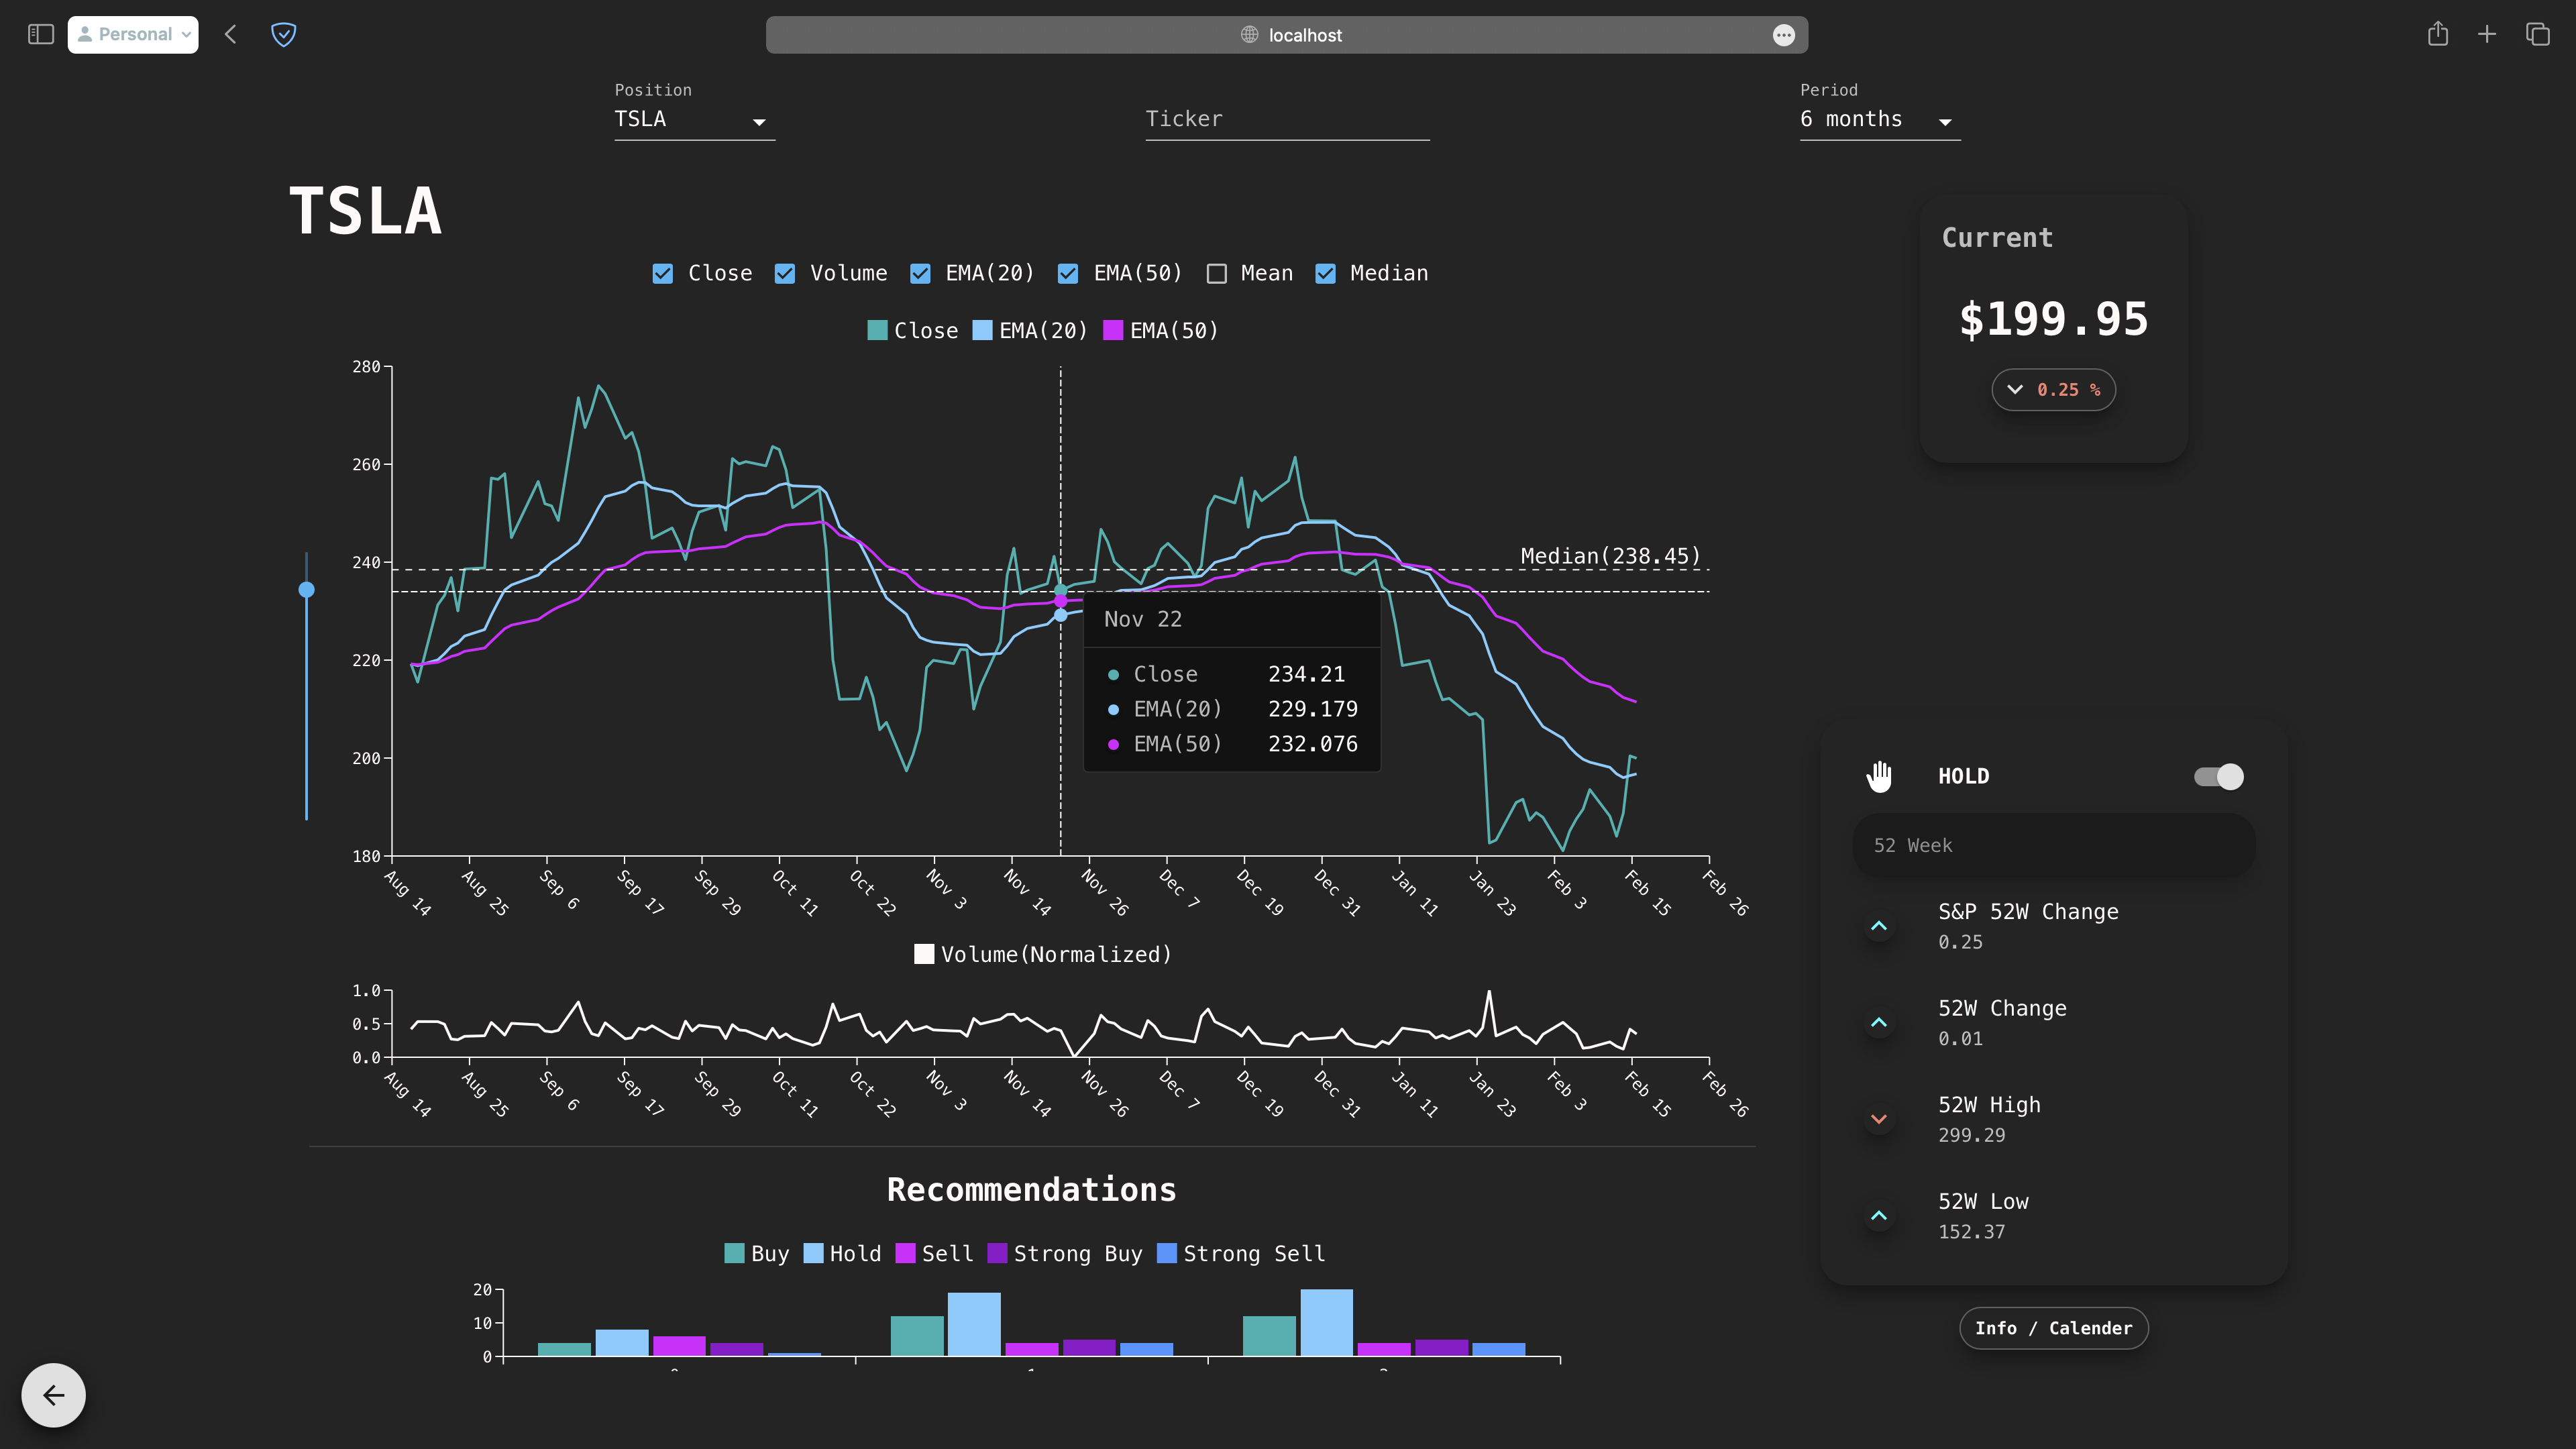 Personal
localhost
Position
TSLA
Ticker
Period
6 months
TSLA
Close Volume EMA(20) EMA(50) Mean Median
Close EMA(20) EMA(50)
280
260
240
220
200
180
Median(238.45)
Nov 22
Close 234.21
EMA(20) 229.179
EMA(50) 232.076
Aug 14 Aug 25 Sep 6 Sep 17 Sep 29 Oct 11 Oct 22 Nov 3 Nov 14 Nov 26 Dec 7 Dec 19 Dec 31 Jan 11 Jan 23 Feb 3 Feb 15 Feb 26
Volume(Normalized)
1.0
0.5
0.0
Aug 14 Aug 25 Sep 6 Sep 17 Sep 29 Oct 11 Oct 22 Nov 3 Nov 14 Nov 26 Dec 7 Dec 19 Dec 31 Jan 11 Jan 23 Feb 3 Feb 15 Feb 26
Recommendations
Buy Hold Sell Strong Buy Strong Sell
20
10
0
Current
$199.95
0.25 %
HOLD
52 Week
S&P 52W Change
0.25
52W Change
0.01
52W High
299.29
52W Low
152.37
Info / Calender